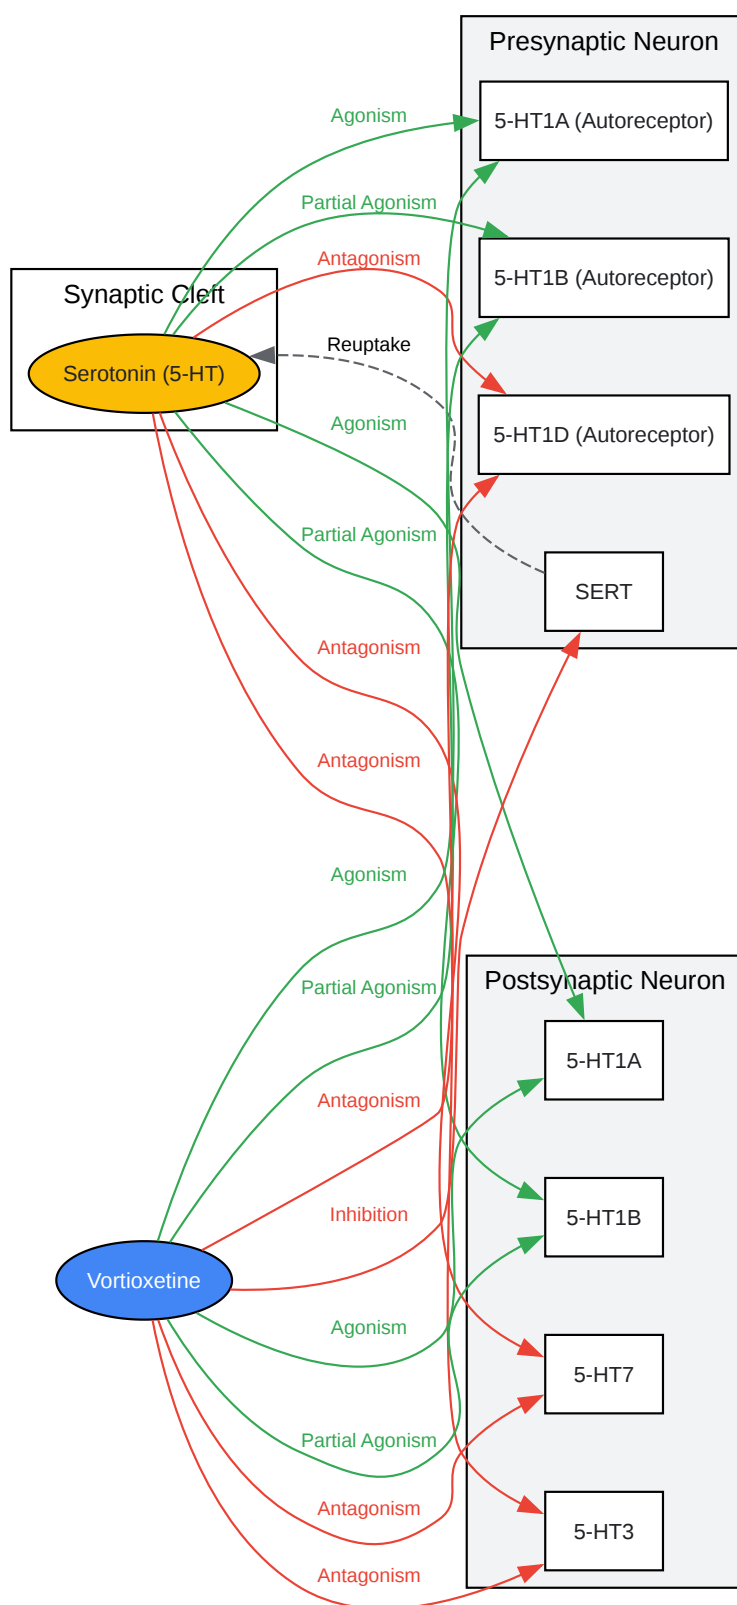 Presynaptic Neuron
Agonism
5-HT1A (Autoreceptor)
Partial Agonism
Antagonism
5-HT1B (Autoreceptor)
Synaptic Cleft
Reuptake
Serotonin (5-HT)
Agonism
5-HT1D (Autoreceptor)
Partial Agonism
SERT
Antagonism
Antagonism
Agonism
Partial Agonism
Postsynaptic Neuron
5-HT1A
Antagonism
Inhibition
5-HT1B
Vortioxetine
Agonism
5-HT7
Partial Agonism
Antagonism
5-HT3
Antagonism